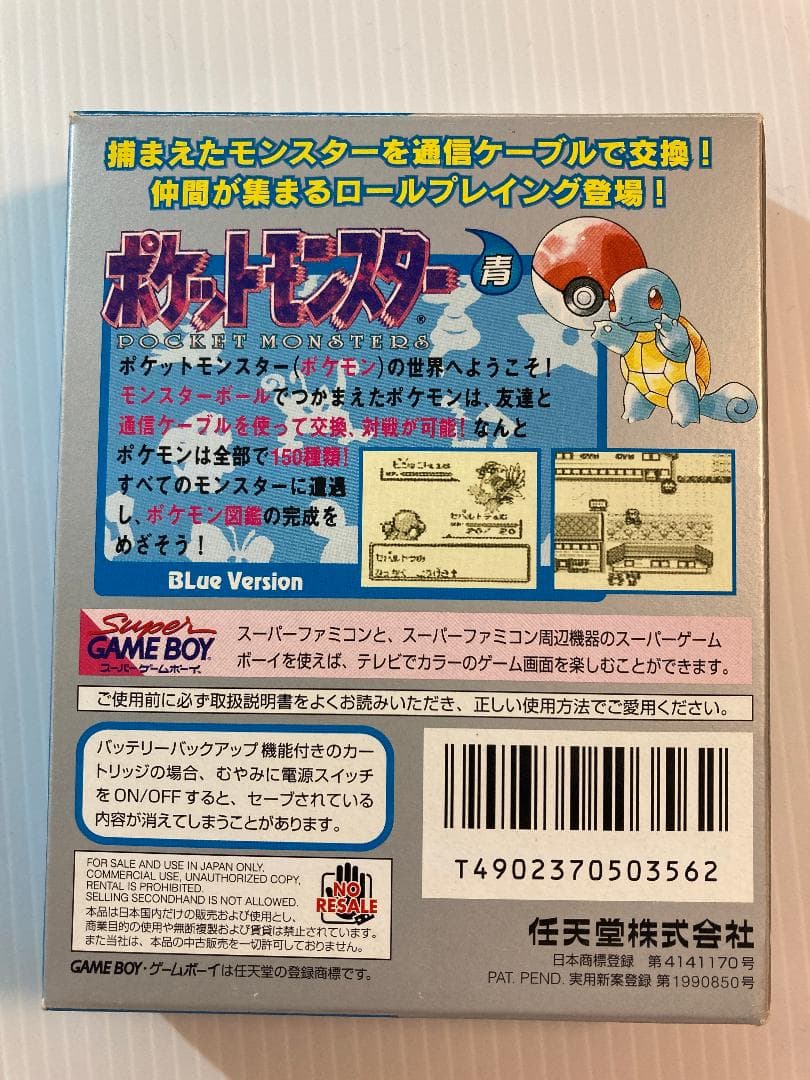 捕まえたモンスターを通信ケーブルで交換！
仲間が集まるロールプレイング登場！
ポケットモンスター® 青
POCKET MONSTERS
ポケットモンスター(ポケモン)の世界へようこそ!
モンスターボールでつかまえたポケモンは、友達と
通信ケーブルを使って交換、対戦が可能! なんと
ポケモンは全部で150種類!
すべてのモンスターに遭遇
し、ポケモン図鑑の完成を
めざそう！
20/ 20
BLue Version
Super
GAME BOY
スーパーゲームボーイ
スーパーファミコンと、スーパーファミコン周辺機器のスーパーゲーム
ボーイを使えば、テレビでカラーのゲーム画面を楽しむことができます。
ご使用前に必ず取扱説明書をよくお読みいただき、正しい使用方法でご愛用ください。
バッテリーバックアップ機能付きのカー
トリッジの場合、むやみに電源スイッチ
をON/OFFすると、セーブされている
内容が消えてしまうことがあります。
T4902370503562
FOR SALE AND USE IN JAPAN ONLY.
COMMERCIAL USE, UNAUTHORIZED COPY,
RENTAL IS PROHIBITED.
SELLING SECONDHAND IS NOT ALLOWED.
本品は日本国内だけの販売および使用とし、
商業目的の使用や無断複製および賃貸は禁止されています。
また当社は、本品の中古販売を一切許可しておりません。
NO
RESALE
任天堂株式会社
日本商標登録 第4141170号
PAT. PEND. 実用新案登録 第1990850号
GAME BOY・ゲームボーイは任天堂の登録商標です。